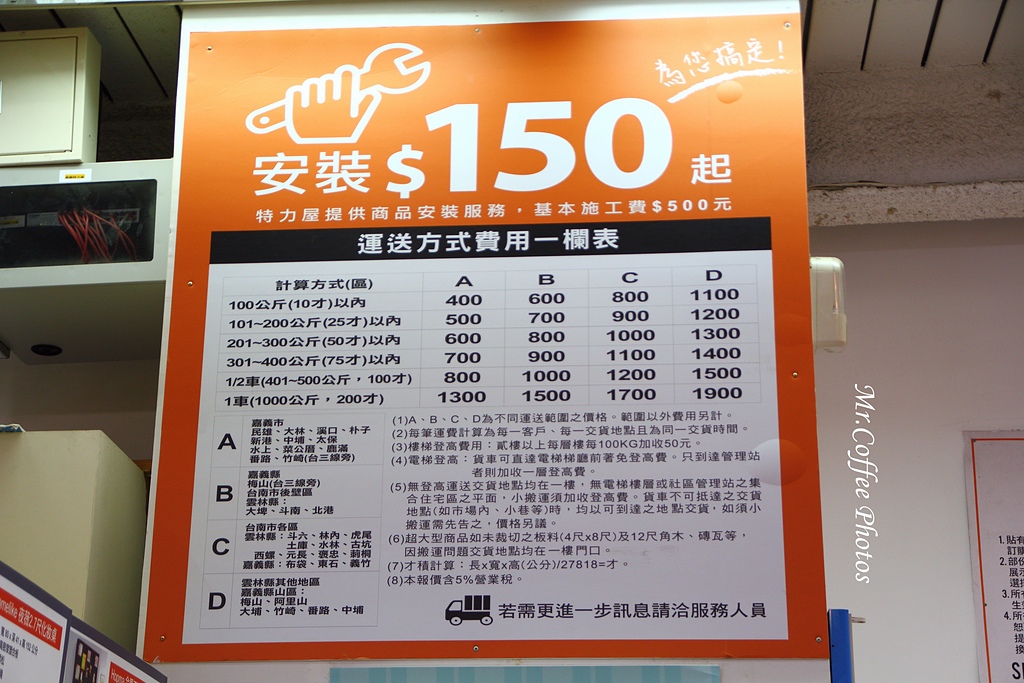 為您搞定!
安裝$150起
特力屋提供商品安裝服務，基本施工費$500元
運送方式費用一欄表
計算方式(區) A B C D
100公斤(10才)以內 400 600 800 1100
101~200公斤(25才)以內 500 700 900 1200
201~300公斤(50才)以內 600 800 1000 1300
301~400公斤(75才)以內 700 900 1100 1400
1/2車(401~500公斤，100才) 800 1000 1200 1500
1車(1000公斤，200才) 1300 1500 1700 1900
A
嘉義市
民雄、大林、溪口、朴子
新港、中埔、太保
水上、菜公厝、鹿滿
番路、竹崎(台三線旁)
B
嘉義縣
梅山(台三線旁)
台南市後壁區
雲林縣：
大埤、斗南、北港
C
台南市各區
雲林縣：斗六、林內、虎尾
土庫、水林、古坑
西螺、元長、褒忠、莿桐
嘉義縣：布袋、東石、義竹
D
雲林縣其他地區
嘉義縣山區：
梅山、阿里山
大埔、竹崎、番路、中埔
(1)A、B、C、D為不同運送範圍之價格。範圍以外費用另計。
(2)每筆運費計算為每一客戶、每一交貨地點且為同一交貨時間。
(3)樓梯登高費用：貳樓以上每層樓每100KG加收50元。
(4)電梯登高：貨車可直達電梯梯廳前著免登高費。只到達管理站
者則加收一層登高費。
(5)無登高運送交貨地點均在一樓，無電梯樓層或社區管理站之集
合住宅區之平面，小搬運須加收登高費。貨車不可抵達之交貨
地點(如市場內、小巷等)時，均以可到達之地點交貨，如須小
搬運需先告之，價格另議。
(6)超大型商品如未裁切之板料(4尺x8尺)及12尺角木、磚瓦等，
因搬運問題交貨地點均在一樓門口。
(7)才積計算：長x寬x高(公分)/27818=才。
(8)本報價含5%營業稅。
若需更進一步訊息請洽服務人員
Mr.Coffee Photos